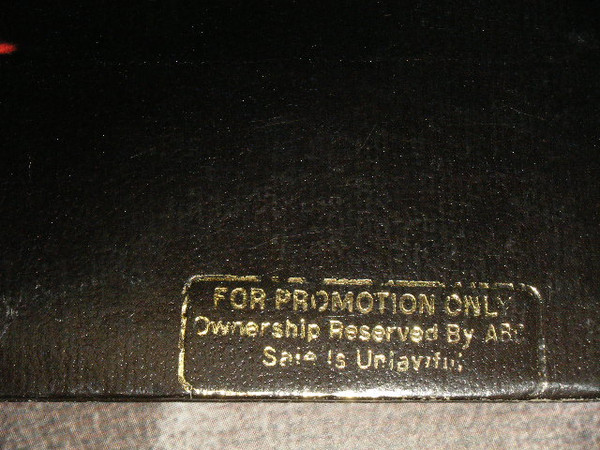 FOR PROMOTION ONLY
Ownership Reserved By
Sale Is Unlawful